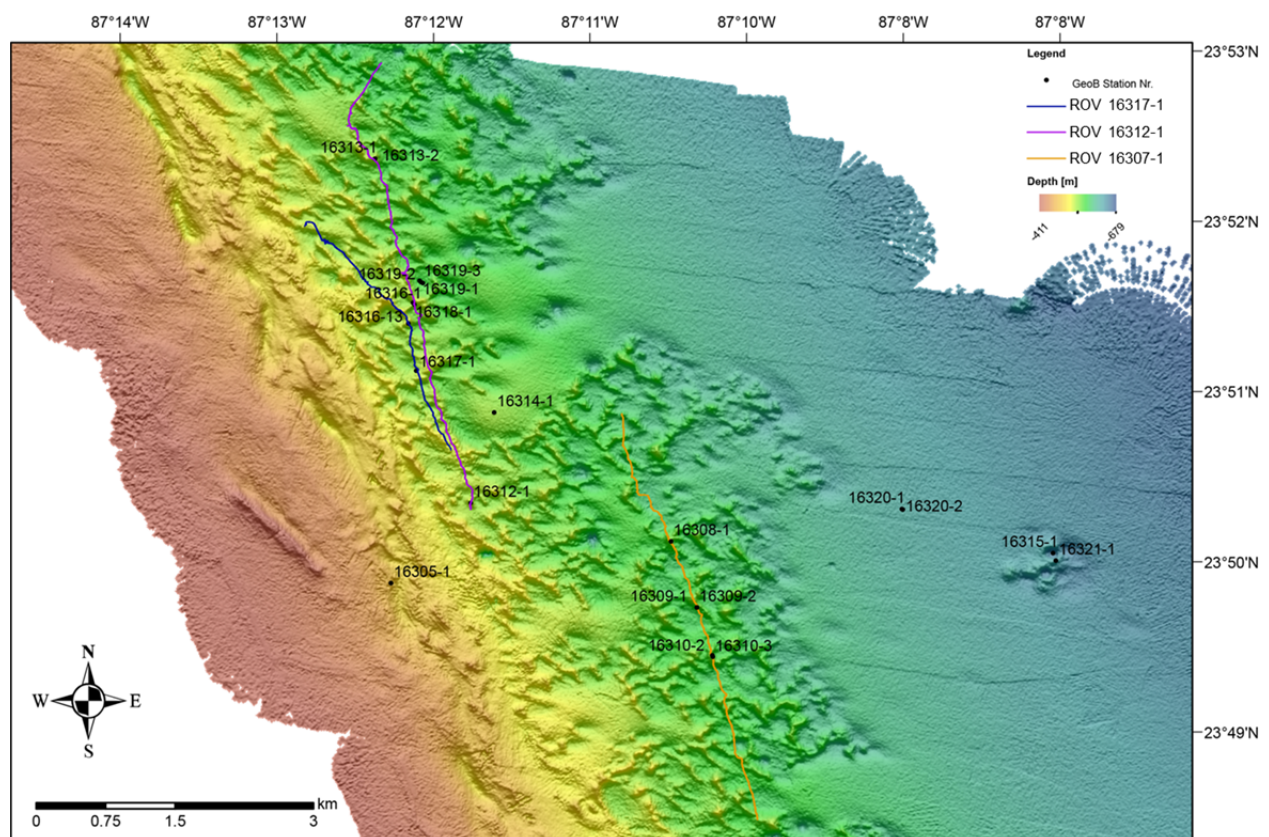 87°14'W 87°13'W 87°12'W 87°11'W 87°10'W 87°8'W 87°8'W
23°53'N
Legend
GeoB Station Nr.
ROV 16317-1
ROV 16312-1
ROV 16307-1
Depth [m]
-411 -679
16313-1 16313-2
23°52'N
16319-2 16319-3
16316-1 16319-1
16316-13 16318-1
16317-1
23°51'N
16314-1
16312-1
16320-1 16320-2
16308-1
16315-1 16321-1
23°50'N
16305-1
16309-1 16309-2
16310-2 16310-3
N
W E
S
23°49'N
km
0 0.75 1.5 3